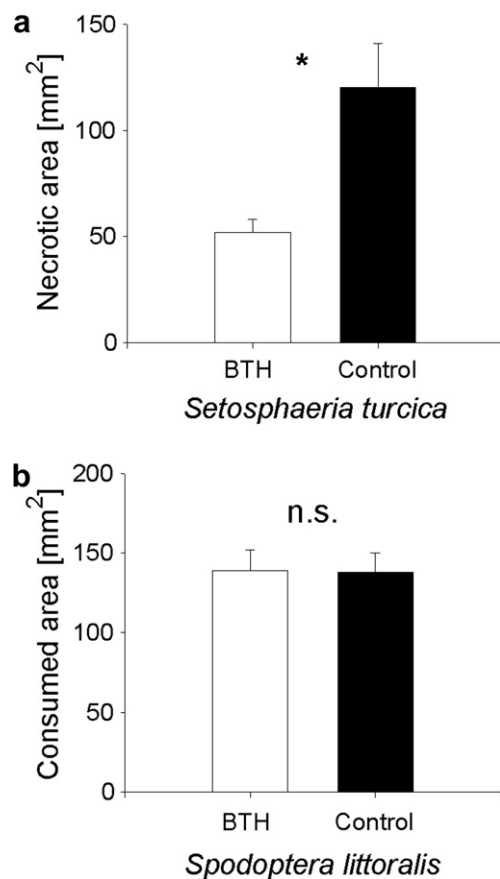 a
Necrotic area [mm²]
150
100
50
0
*
BTH Control
Setosphaeria turcica
b
Consumed area [mm²]
200
150
100
50
0
n.s.
BTH Control
Spodoptera littoralis